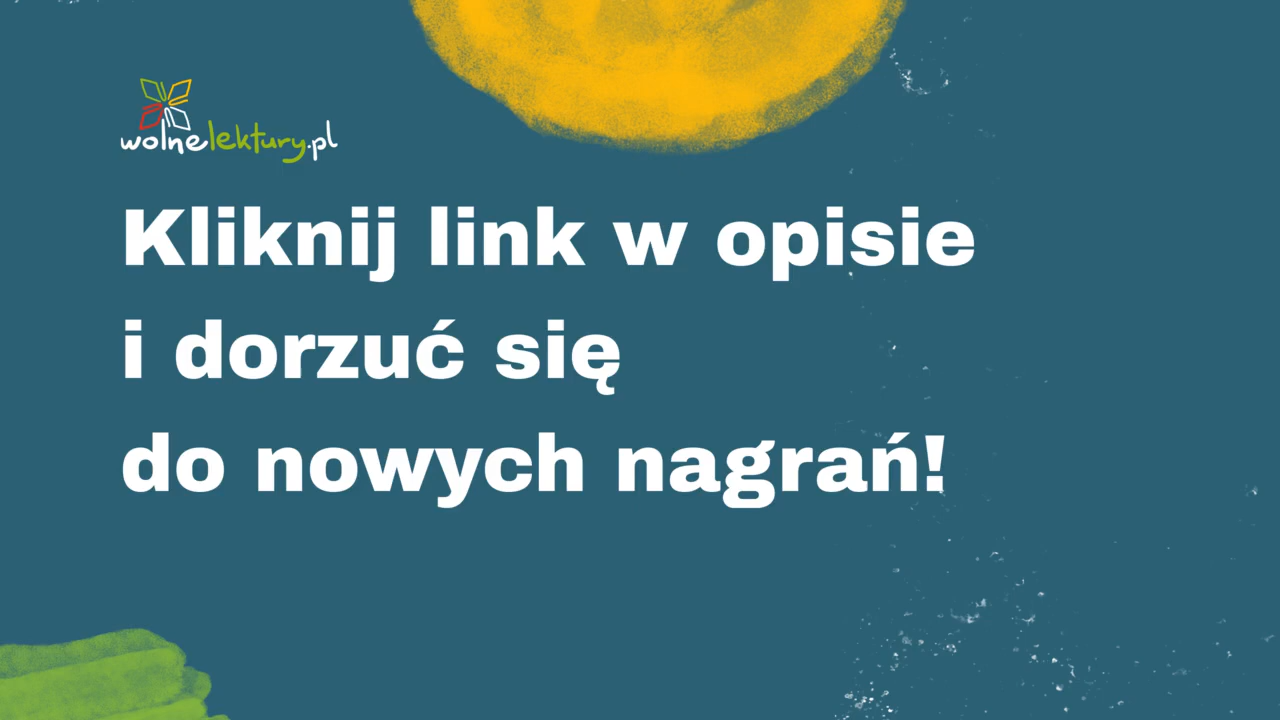 wolnelektury.pl
Kliknij link w opisie
i dorzuć się
do nowych nagrań!